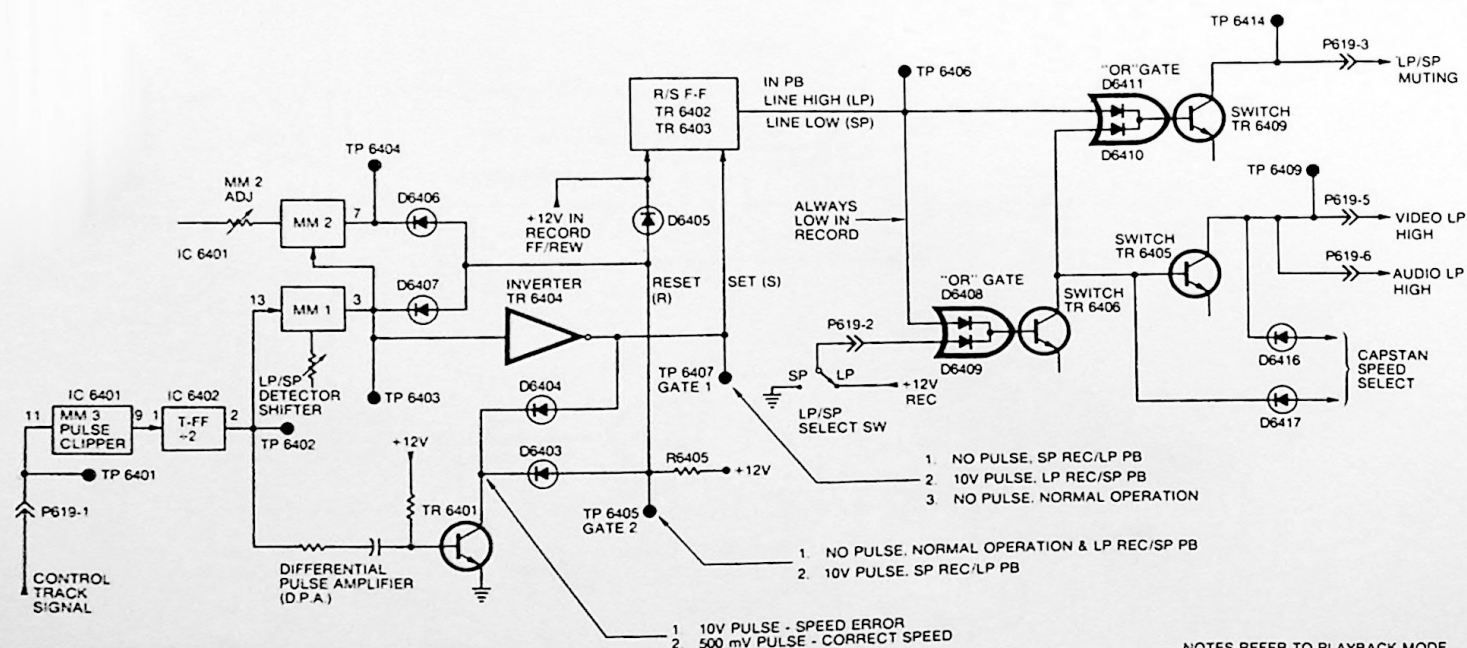 TP 6414
P619-3
LP/SP
MUTING
"OR" GATE
D6411
D6410
SWITCH
TR 6409
TP 6406
IN PB
LINE HIGH (LP)
LINE LOW (SP)
R/S F-F
TR 6402
TR 6403
TP 6404
MM 2
ADJ
MM 2
7
D6406
IC 6401
+12V IN
RECORD
FF/REW
D6405
ALWAYS
LOW IN
RECORD
TP 6409
P619-5
VIDEO LP
HIGH
SWITCH
TR 6405
P619-6
AUDIO LP
HIGH
13
MM 1
3
D6407
INVERTER
TR 6404
RESET
(R)
SET (S)
"OR" GATE
D6408
D6409
SWITCH
TR 6406
P619-2
SP
LP
+12V
REC
LP/SP
SELECT SW
D6416
D6417
CAPSTAN
SPEED
SELECT
LP/SP
DETECTOR
SHIFTER
TP 6403
TP 6407
GATE 1
D6404
IC 6401
11
MM 3
PULSE
CLIPPER
9
IC 6402
1
T-FF
÷2
2
TP 6402
TP 6401
P619-1
CONTROL
TRACK
SIGNAL
+12V
TR 6401
D6403
R6405
+12V
TP 6405
GATE 2
DIFFERENTIAL
PULSE AMPLIFIER
(D.P.A.)
1. NO PULSE, SP REC/LP PB
2. 10V PULSE, LP REC/SP PB
3. NO PULSE, NORMAL OPERATION
1. NO PULSE, NORMAL OPERATION & LP REC/SP PB
2. 10V PULSE, SP REC/LP PB
1. 10V PULSE - SPEED ERROR
2. 500 mV PULSE - CORRECT SPEED
NOTES REFER TO PLAYBACK MODE